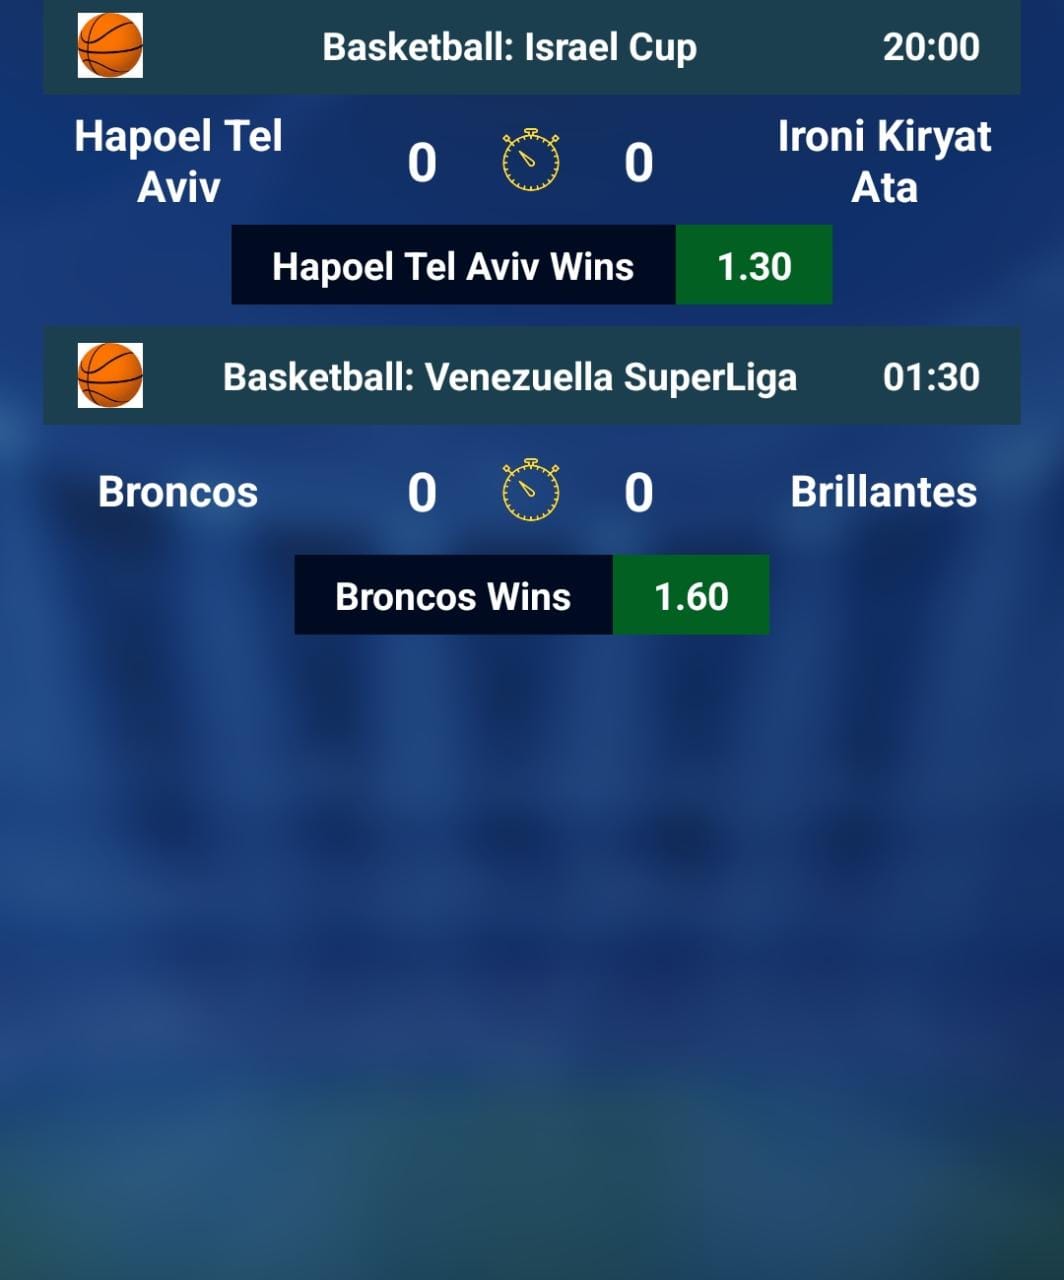 Basketball: Israel Cup 20:00
Hapoel Tel Aviv 0 0 Ironi Kiryat Ata
Hapoel Tel Aviv Wins 1.30
Basketball: Venezuella SuperLiga 01:30
Broncos 0 0 Brillantes
Broncos Wins 1.60